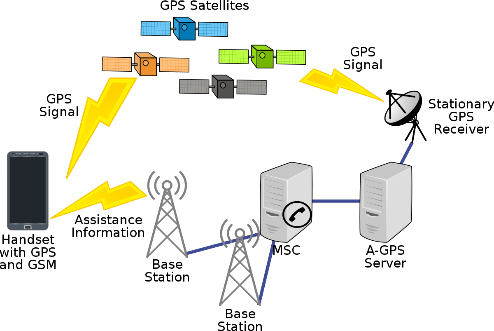 GPS Satellites
GPS
Signal
GPS
Signal
Stationary
GPS
Receiver
Assistance
Information
Handset
with GPS
and GSM
Base
Station
MSC
A-GPS
Server
Base
Station